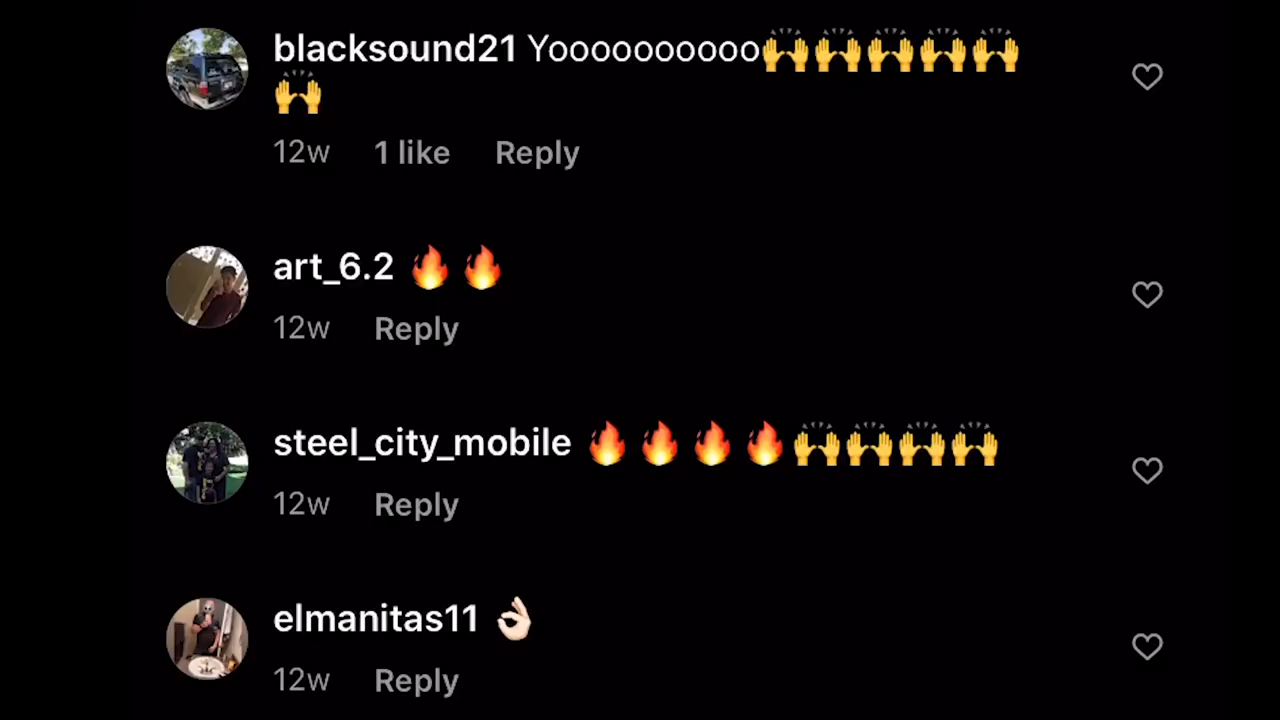 blacksound21 Yoooooooooo🙌🙌🙌🙌🙌
🙌
12w 1 like Reply
art_6.2 🔥🔥
12w Reply
steel_city_mobile 🔥🔥🔥🔥🙌🙌🙌🙌
12w Reply
elmanitas11 👌🏻
12w Reply